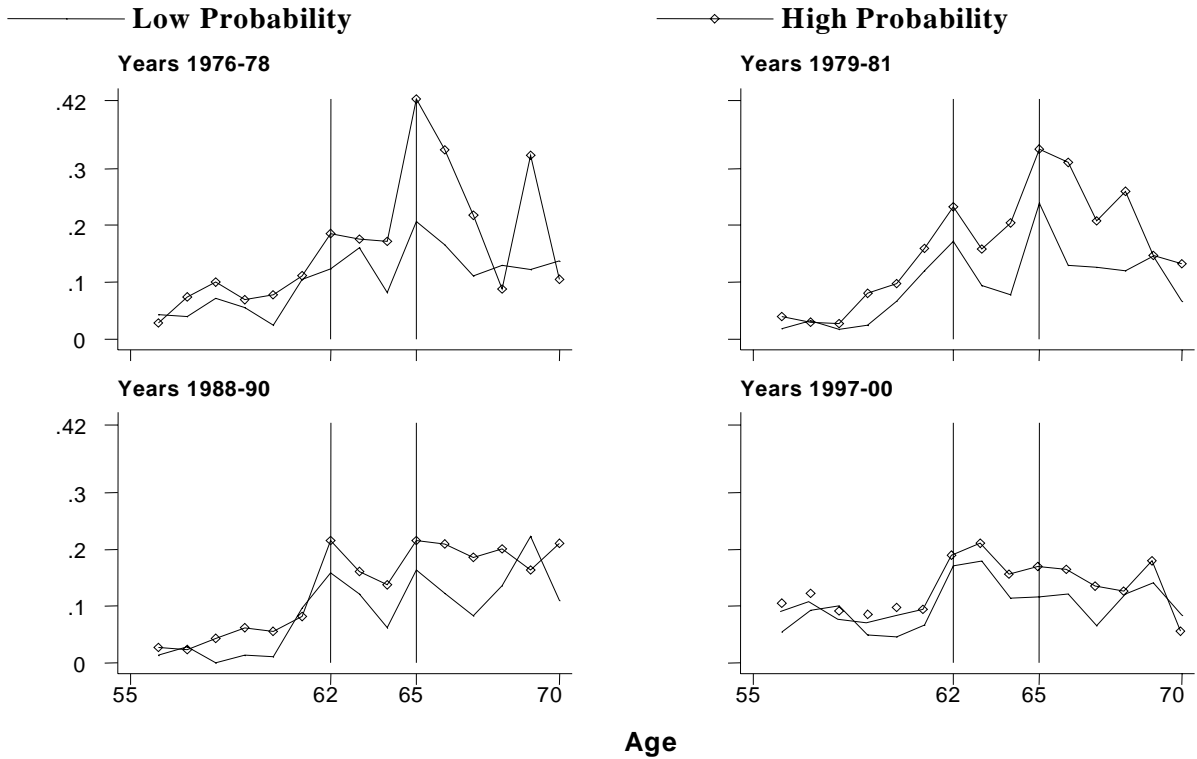 Low Probability High Probability
Years 1976-78 Years 1979-81
.42
.3
.2
.1
0
Years 1988-90 Years 1997-00
.42
.3
.2
.1
0
55 62 65 70 55 62 65 70
Age